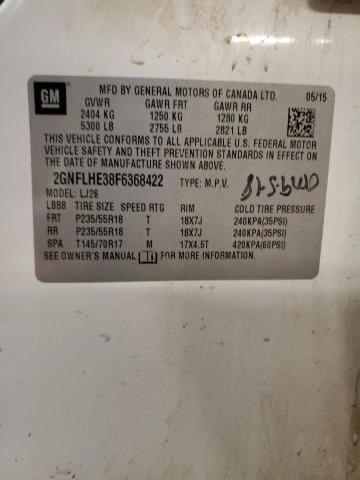 GM
MFD BY GENERAL MOTORS OF CANADA LTD. 05/15
GVWR GAWR FRT GAWR RR
2404 KG 1250 KG 1280 KG
5300 LB 2755 LB 2821 LB
THIS VEHICLE CONFORMS TO ALL APPLICABLE U.S. FEDERAL MOTOR
VEHICLE SAFETY, BUMPER, AND THEFT PREVENTION STANDARDS
IN EFFECT ON THE DATE OF MANUFACTURE SHOWN ABOVE.
2GNFLHE38F6368422 TYPE: M.P.V.
MODEL: LJ26
LBB8 TIRE SIZE SPEED RTG RIM COLD TIRE PRESSURE
FRT P235/55R18 T 18X7J 240KPA(35PSI)
RR P235/55R18 T 18X7J 240KPA(35PSI)
SPA T145/70R17 M 17X4.5T 420KPA(60PSI)
SEE OWNER'S MANUAL FOR MORE INFORMATION.